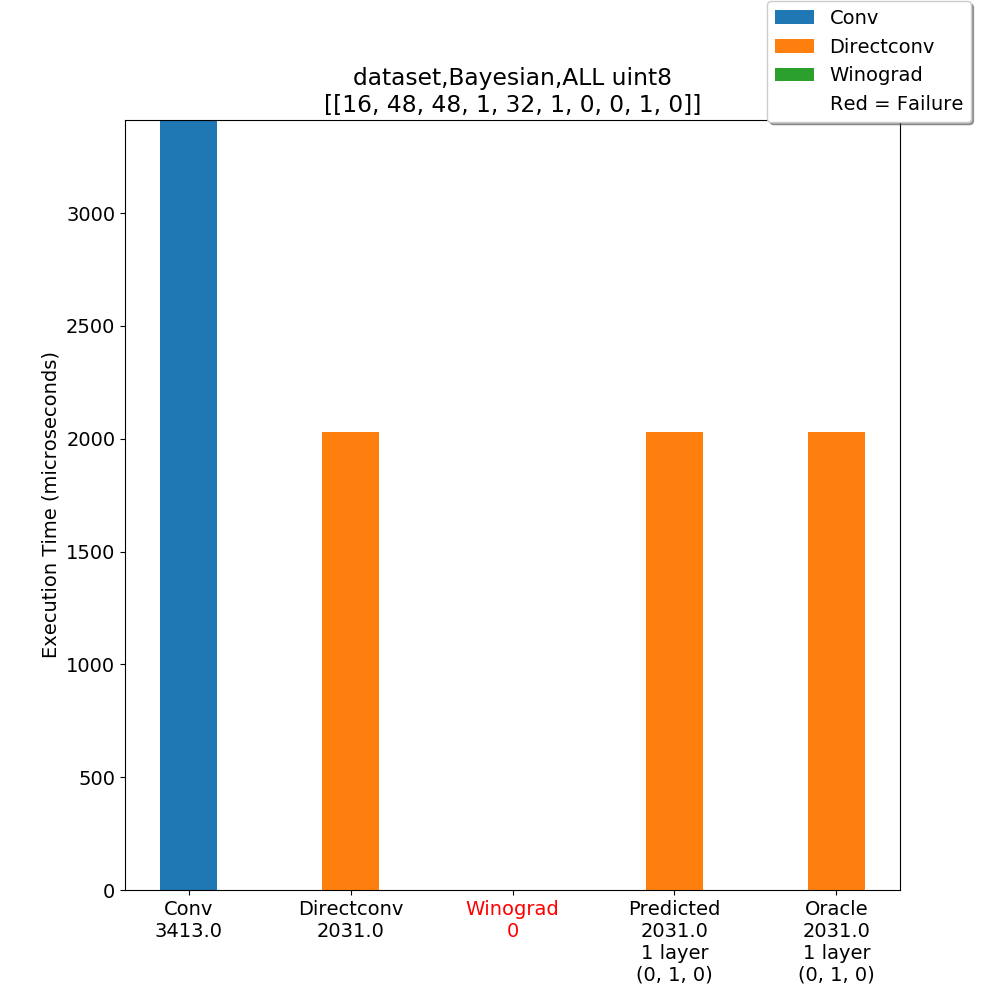 Conv
Directconv
Winograd
Red = Failure
dataset,Bayesian,ALL uint8
[[16, 48, 48, 1, 32, 1, 0, 0, 1, 0]]
Execution Time (microseconds)
3000
2500
2000
1500
1000
500
0
Conv
3413.0
Directconv
2031.0
Winograd
0
Predicted
2031.0
1 layer
(0, 1, 0)
Oracle
2031.0
1 layer
(0, 1, 0)